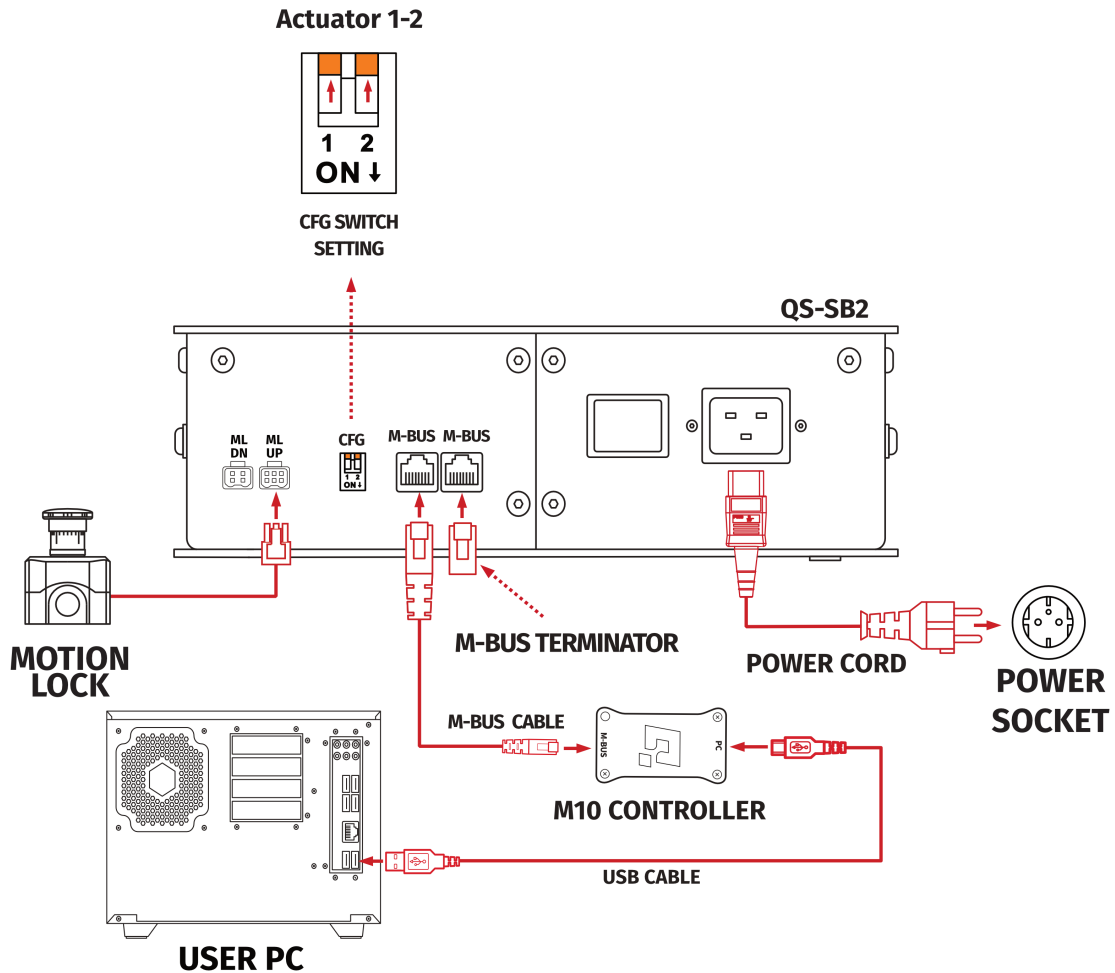 Actuator 1-2
1 2
ON ↓
CFG SWITCH
SETTING
QS-SB2
ML
DN
ML
UP
CFG
M-BUS
M-BUS
1 2
ON ↓
MOTION
LOCK
M-BUS TERMINATOR
POWER CORD
POWER
SOCKET
M-BUS CABLE
M-BUS
PC
M10 CONTROLLER
USB CABLE
USER PC